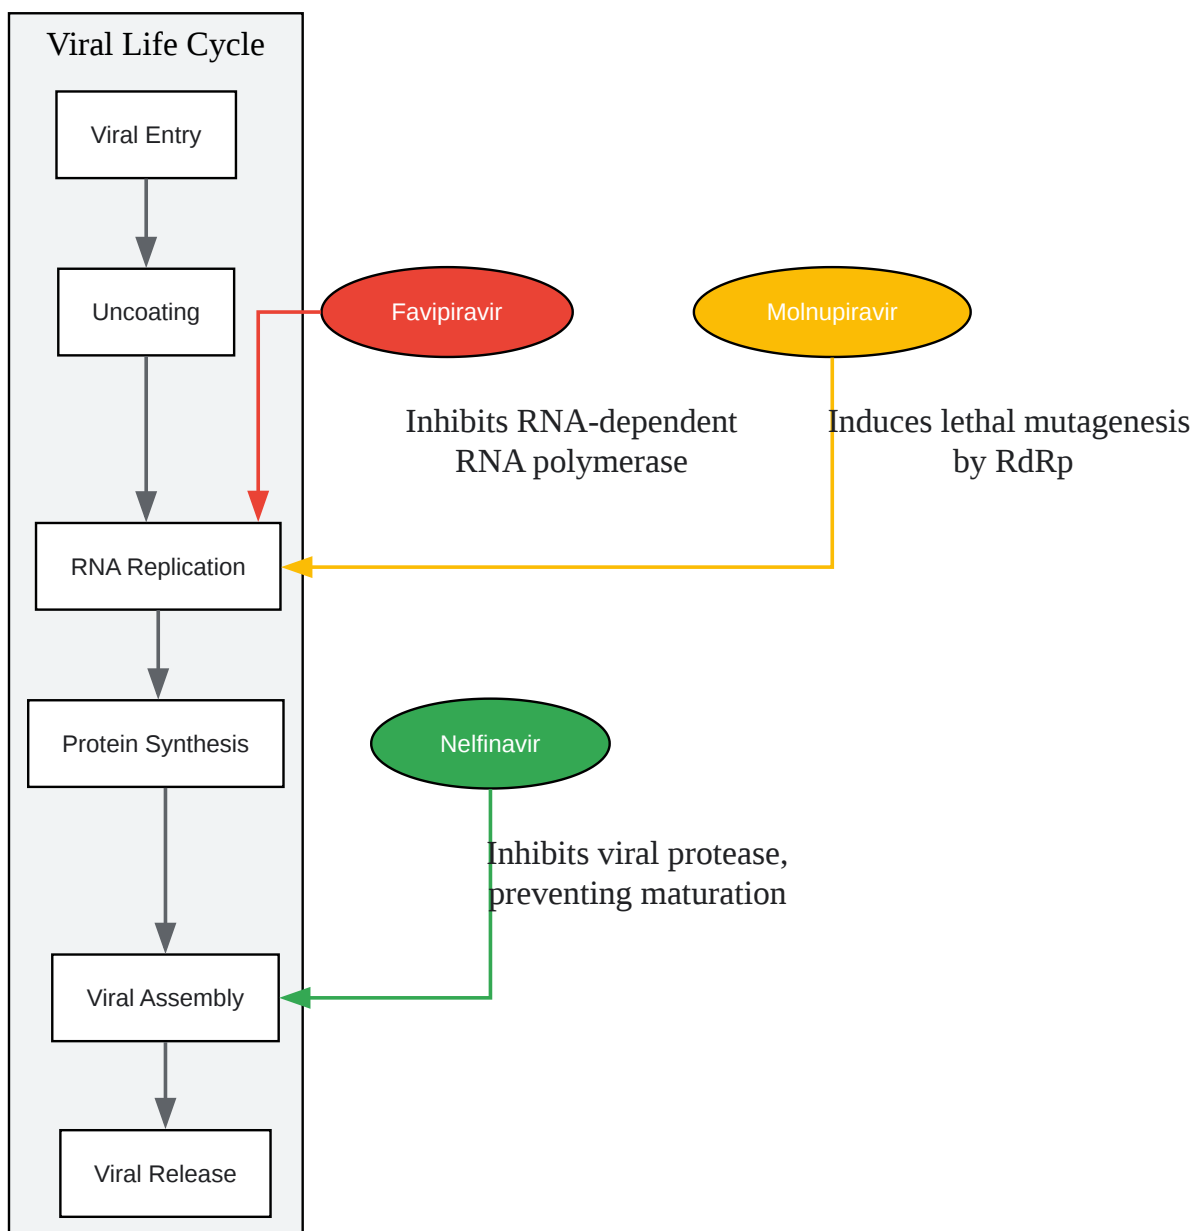 Viral Life Cycle
Viral Entry
Uncoating
Favipiravir
Molnupiravir
Inhibits RNA-dependent
RNA polymerase
Induces lethal mutagenesis
by RdRp
RNA Replication
Protein Synthesis
Nelfinavir
Inhibits viral protease,
preventing maturation
Viral Assembly
Viral Release